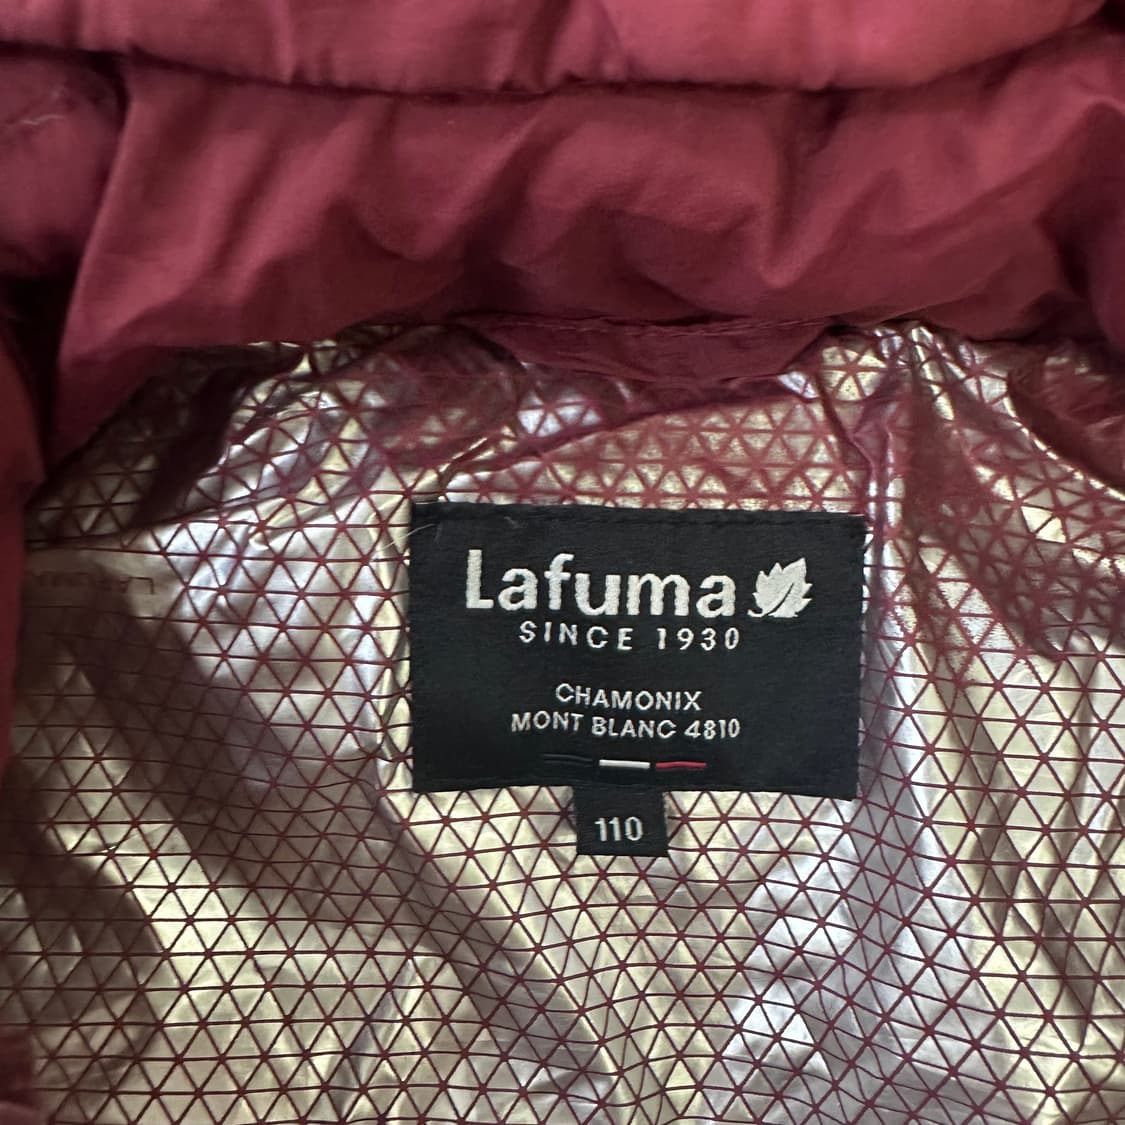 Lafuma
SINCE 1930
CHAMONIX
MONT BLANC 4810
110